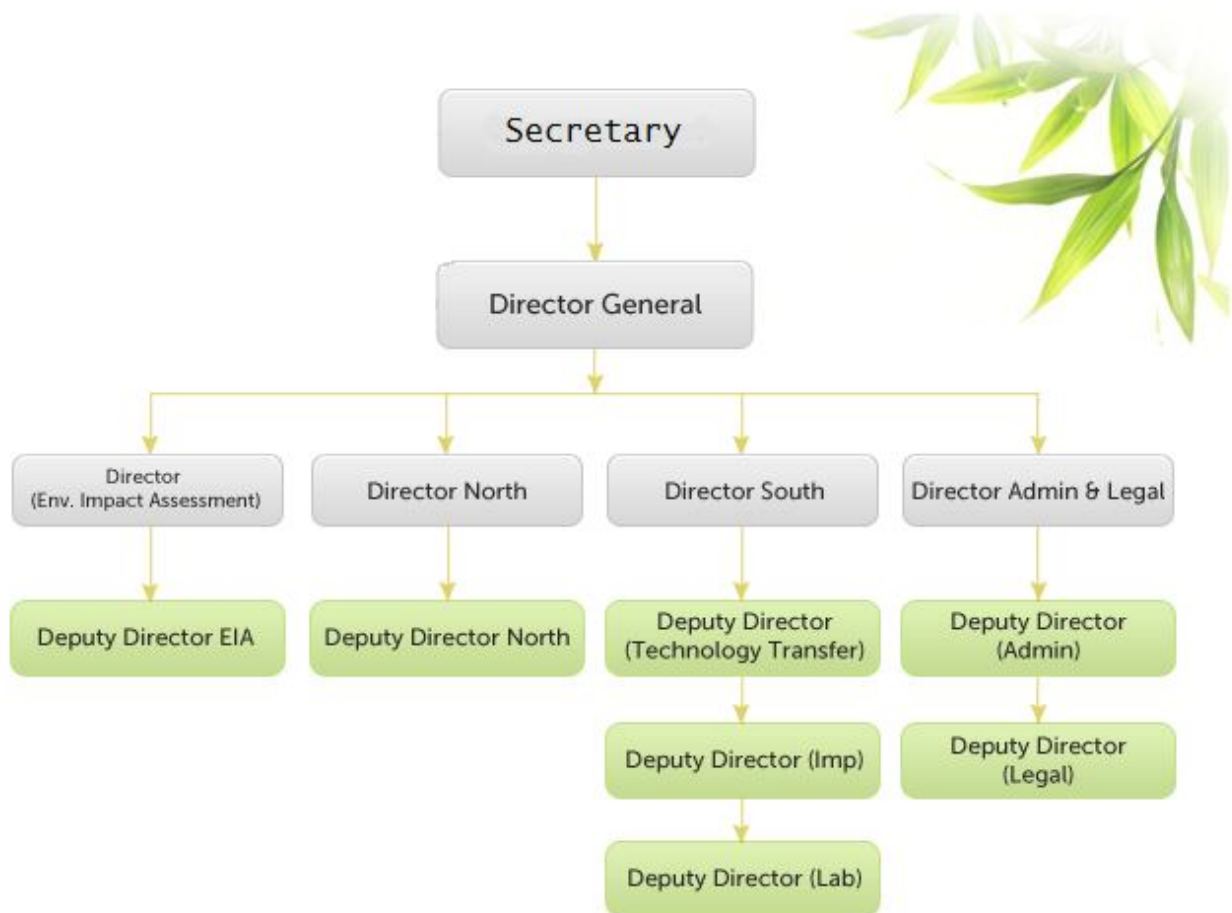 Secretary
Director General
Director
(Env. Impact Assessment)
Director North
Director South
Director Admin & Legal
Deputy Director EIA
Deputy Director North
Deputy Director
(Technology Transfer)
Deputy Director
(Admin)
Deputy Director (Imp)
Deputy Director
(Legal)
Deputy Director (Lab)